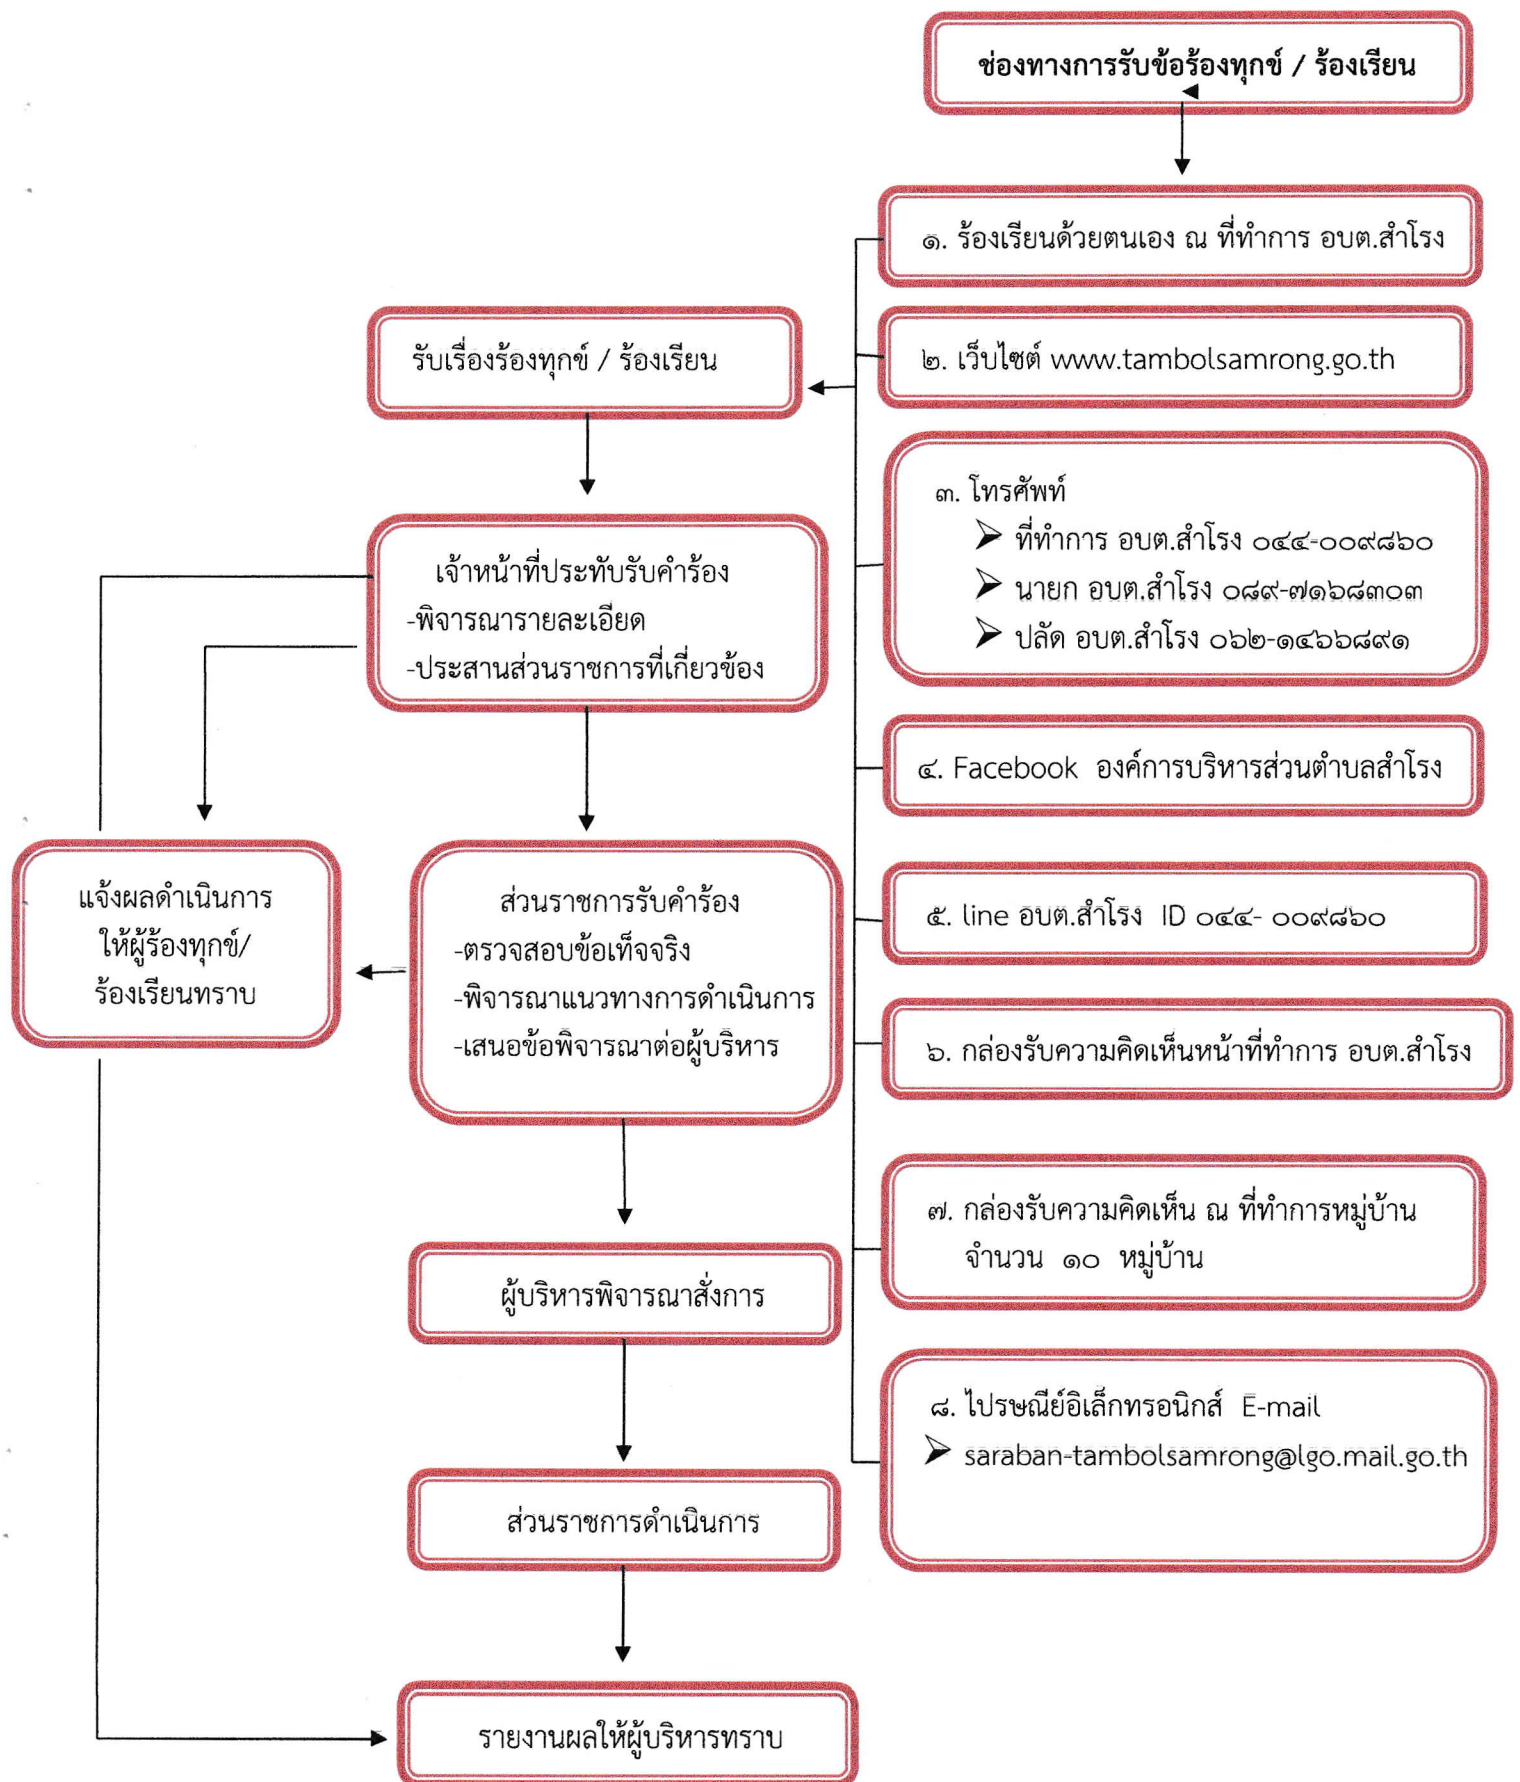 ช่องทางการรับข้อร้องทุกข์ / ร้องเรียน
๑. ร้องเรียนด้วยตนเอง ณ ที่ทำการ อบต.สำโรง
๒. เว็บไซต์ www.tambolsamrong.go.th
๓. โทรศัพท์
➢ ที่ทำการ อบต.สำโรง ๐๔๔-๐๐๙๘๖๐
➢ นายก อบต.สำโรง ๐๘๙-๗๑๖๘๓๐๓
➢ ปลัด อบต.สำโรง ๐๖๒-๑๔๖๖๘๙๑
๔. Facebook องค์การบริหารส่วนตำบลสำโรง
๕. line อบต.สำโรง ID ๐๔๔- ๐๐๙๘๖๐
๖. กล่องรับความคิดเห็นหน้าที่ทำการ อบต.สำโรง
๗. กล่องรับความคิดเห็น ณ ที่ทำการหมู่บ้าน
จำนวน ๑๐ หมู่บ้าน
๘. ไปรษณีย์อิเล็กทรอนิกส์ E-mail
➢ saraban-tambolsamrong@lgo.mail.go.th
รับเรื่องร้องทุกข์ / ร้องเรียน
เจ้าหน้าที่ประทับรับคำร้อง
-พิจารณารายละเอียด
-ประสานส่วนราชการที่เกี่ยวข้อง
แจ้งผลดำเนินการ
ให้ผู้ร้องทุกข์/
ร้องเรียนทราบ
ส่วนราชการรับคำร้อง
-ตรวจสอบข้อเท็จจริง
-พิจารณาแนวทางการดำเนินการ
-เสนอข้อพิจารณาต่อผู้บริหาร
ผู้บริหารพิจารณาสั่งการ
ส่วนราชการดำเนินการ
รายงานผลให้ผู้บริหารทราบ